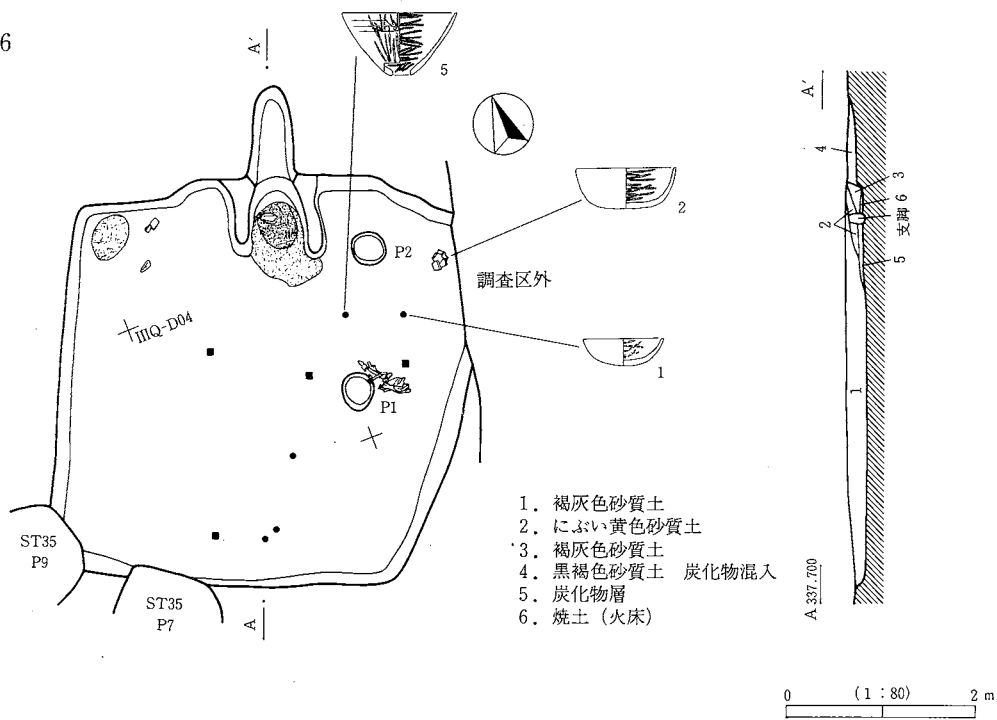 6
A′
5
2
調査区外
P2
ⅢQ-D04
1
P1
ST35
P9
ST35
P7
A
1. 褐灰色砂質土
2. にぶい黄色砂質土
3. 褐灰色砂質土
4. 黒褐色砂質土 炭化物混入
5. 炭化物層
6. 焼土(火床)
A′
4
3
6
支脚
2
5
1
A 337.700
0 (1:80) 2 m